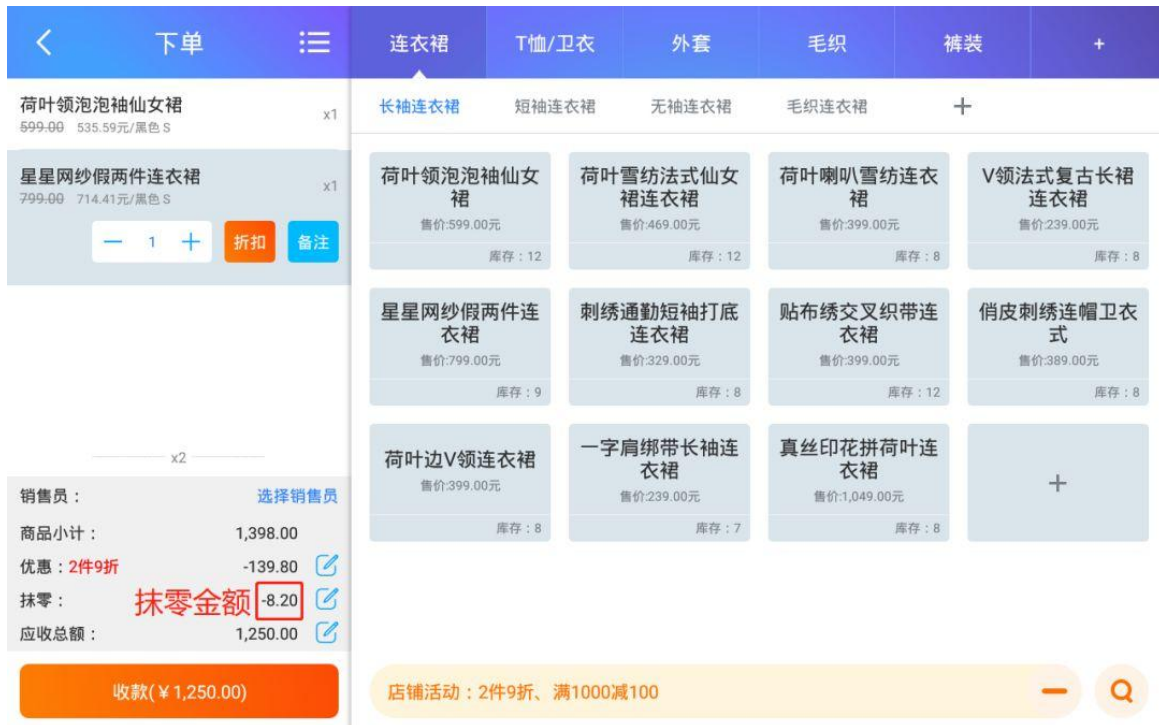 下单
荷叶领泡泡袖仙女裙
x1
599.00 535.59元/黑色 S
星星网纱假两件连衣裙
x1
799.00 714.41元/黑色 S
1
折扣
备注
x2
销售员：
选择销售员
商品小计：
1,398.00
优惠：2件9折
-139.80
抹零：
抹零金额
-8.20
应收总额：
1,250.00
收款(￥1,250.00)
连衣裙
T恤/卫衣
外套
毛织
裤装
+
长袖连衣裙
短袖连衣裙
无袖连衣裙
毛织连衣裙
+
荷叶领泡泡袖仙女
裙
售价:599.00元
库存：12
荷叶雪纺法式仙女
裙连衣裙
售价:469.00元
库存：12
荷叶喇叭雪纺连衣
裙
售价:399.00元
库存：8
V领法式复古长裙
连衣裙
售价:239.00元
库存：8
星星网纱假两件连
衣裙
售价:799.00元
库存：9
刺绣通勤短袖打底
连衣裙
售价:329.00元
库存：8
贴布绣交叉织带连
衣裙
售价:399.00元
库存：12
俏皮刺绣连帽卫衣
式
售价:389.00元
库存：8
荷叶边V领连衣裙
售价:399.00元
库存：8
一字肩绑带长袖连
衣裙
售价:239.00元
库存：7
真丝印花拼荷叶连
衣裙
售价:1,049.00元
库存：8
+
店铺活动：2件9折、满1000减100